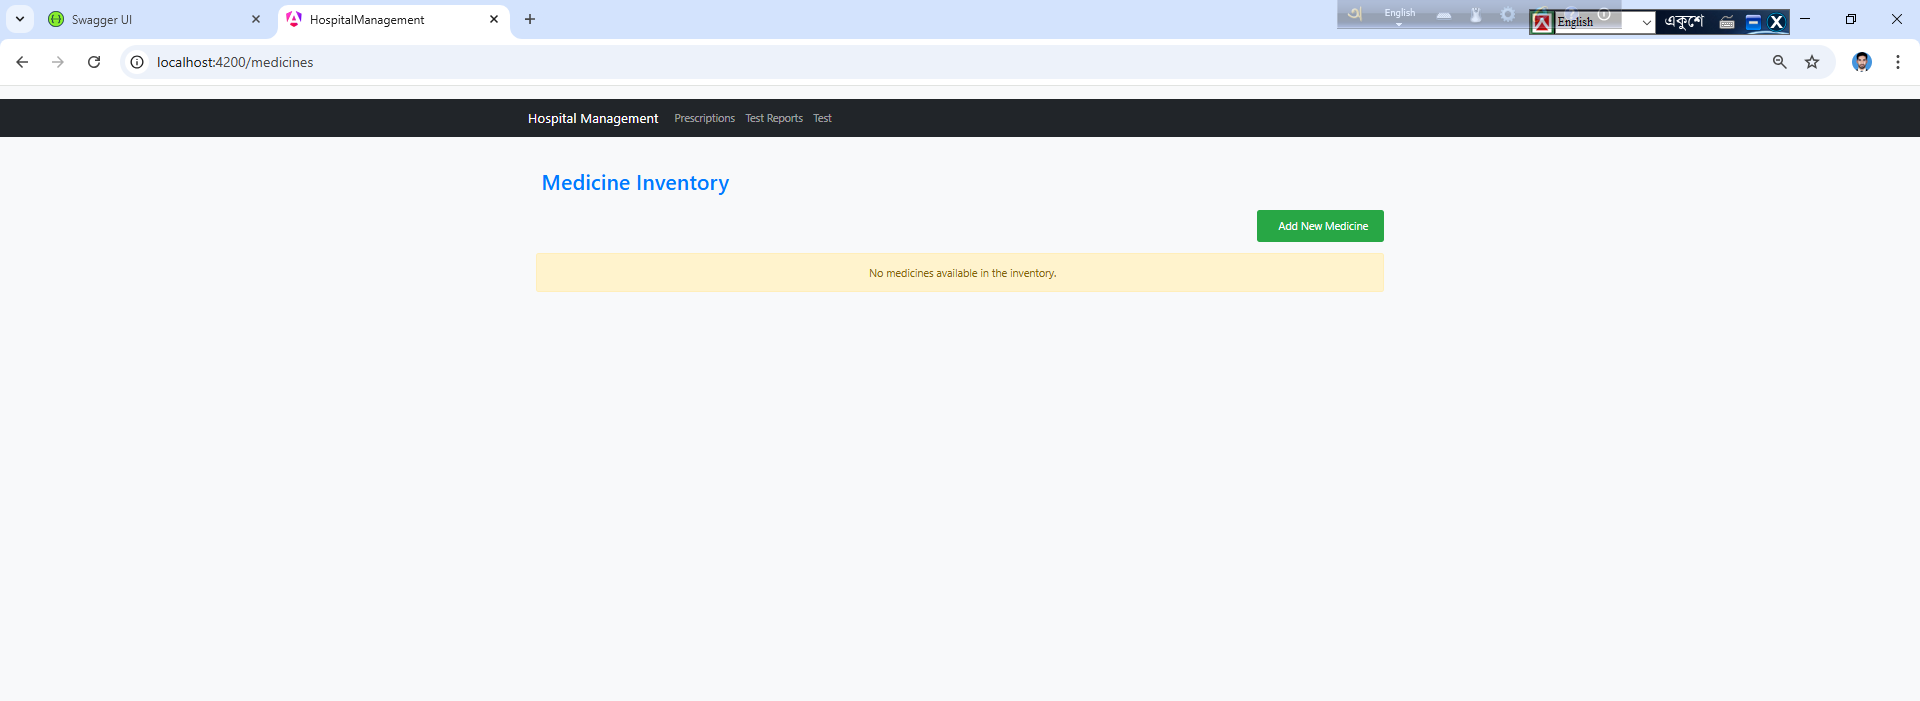 Swagger UI
HospitalManagement
English
English
একুশে
localhost:4200/medicines
Hospital Management Prescriptions Test Reports Test
Medicine Inventory
Add New Medicine
No medicines available in the inventory.